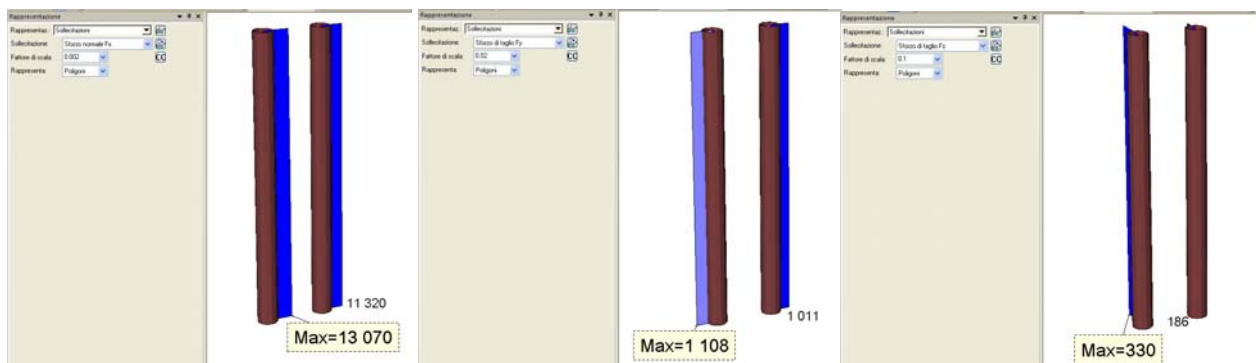 Rappresentazione
Rappresentaz.: Sollecitazioni
Sollecitazione Sforzo normale Fx
Fattore di scala: 0.002
Rappresenta: Poligoni
11 320
Max=13 070
Rappresentazione
Rappresentaz.: Sollecitazioni
Sollecitazione Sforzo di taglio Fy
Fattore di scala: 0.02
Rappresenta: Poligoni
1 011
Max=1 108
Rappresentazione
Rappresentaz.: Sollecitazioni
Sollecitazione Sforzo di taglio Fz
Fattore di scala: 0.1
Rappresenta: Poligoni
186
Max=330